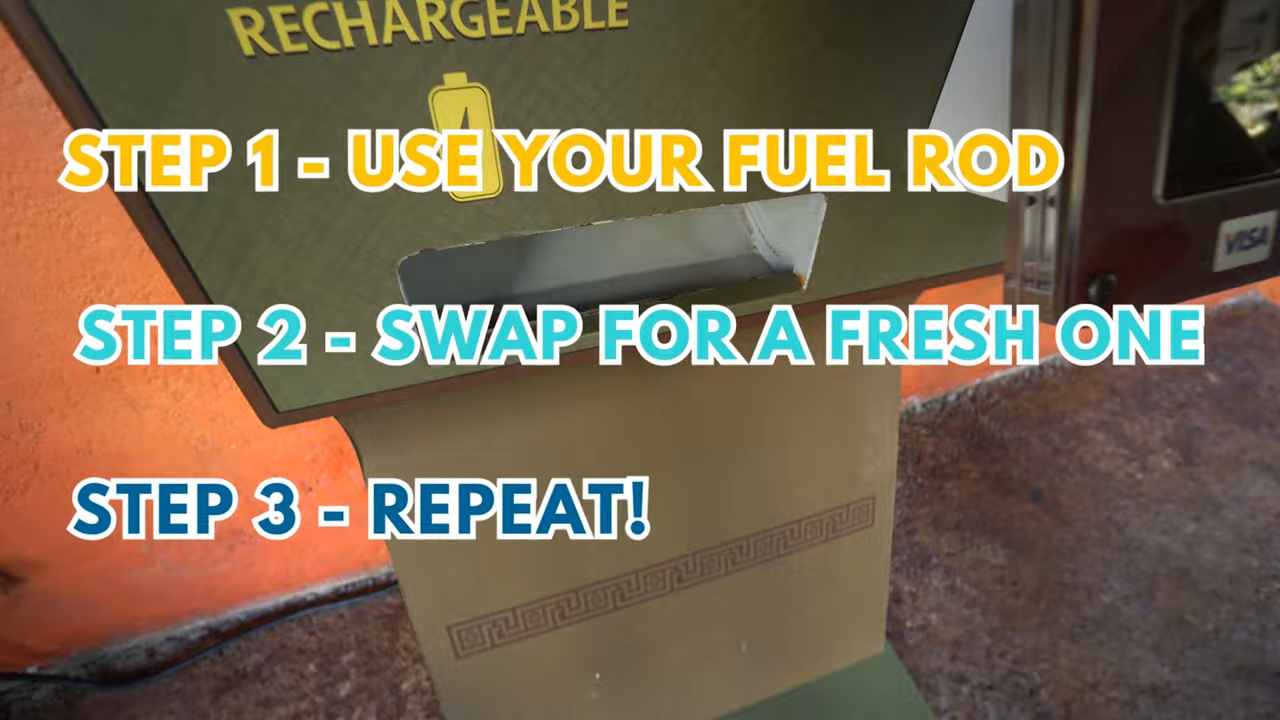 RECHARGEABLE
STEP 1 - USE YOUR FUEL ROD
VISA
STEP 2 - SWAP FOR A FRESH ONE
STEP 3 - REPEAT!